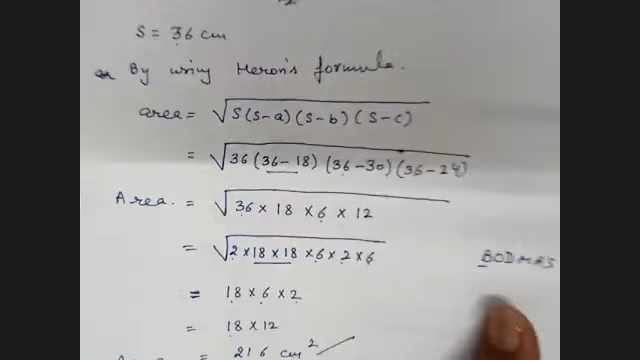 S = 36 cm
By using Heron's formula.
area = √S(S-a)(S-b)(S-c)
= √36(36-18)(36-30)(36-24)
Area. = √36 × 18 × 6 × 12
= √2×18×18×6×2×6
BODMAS
= 18×6×2
= 18×12
= 216 cm²